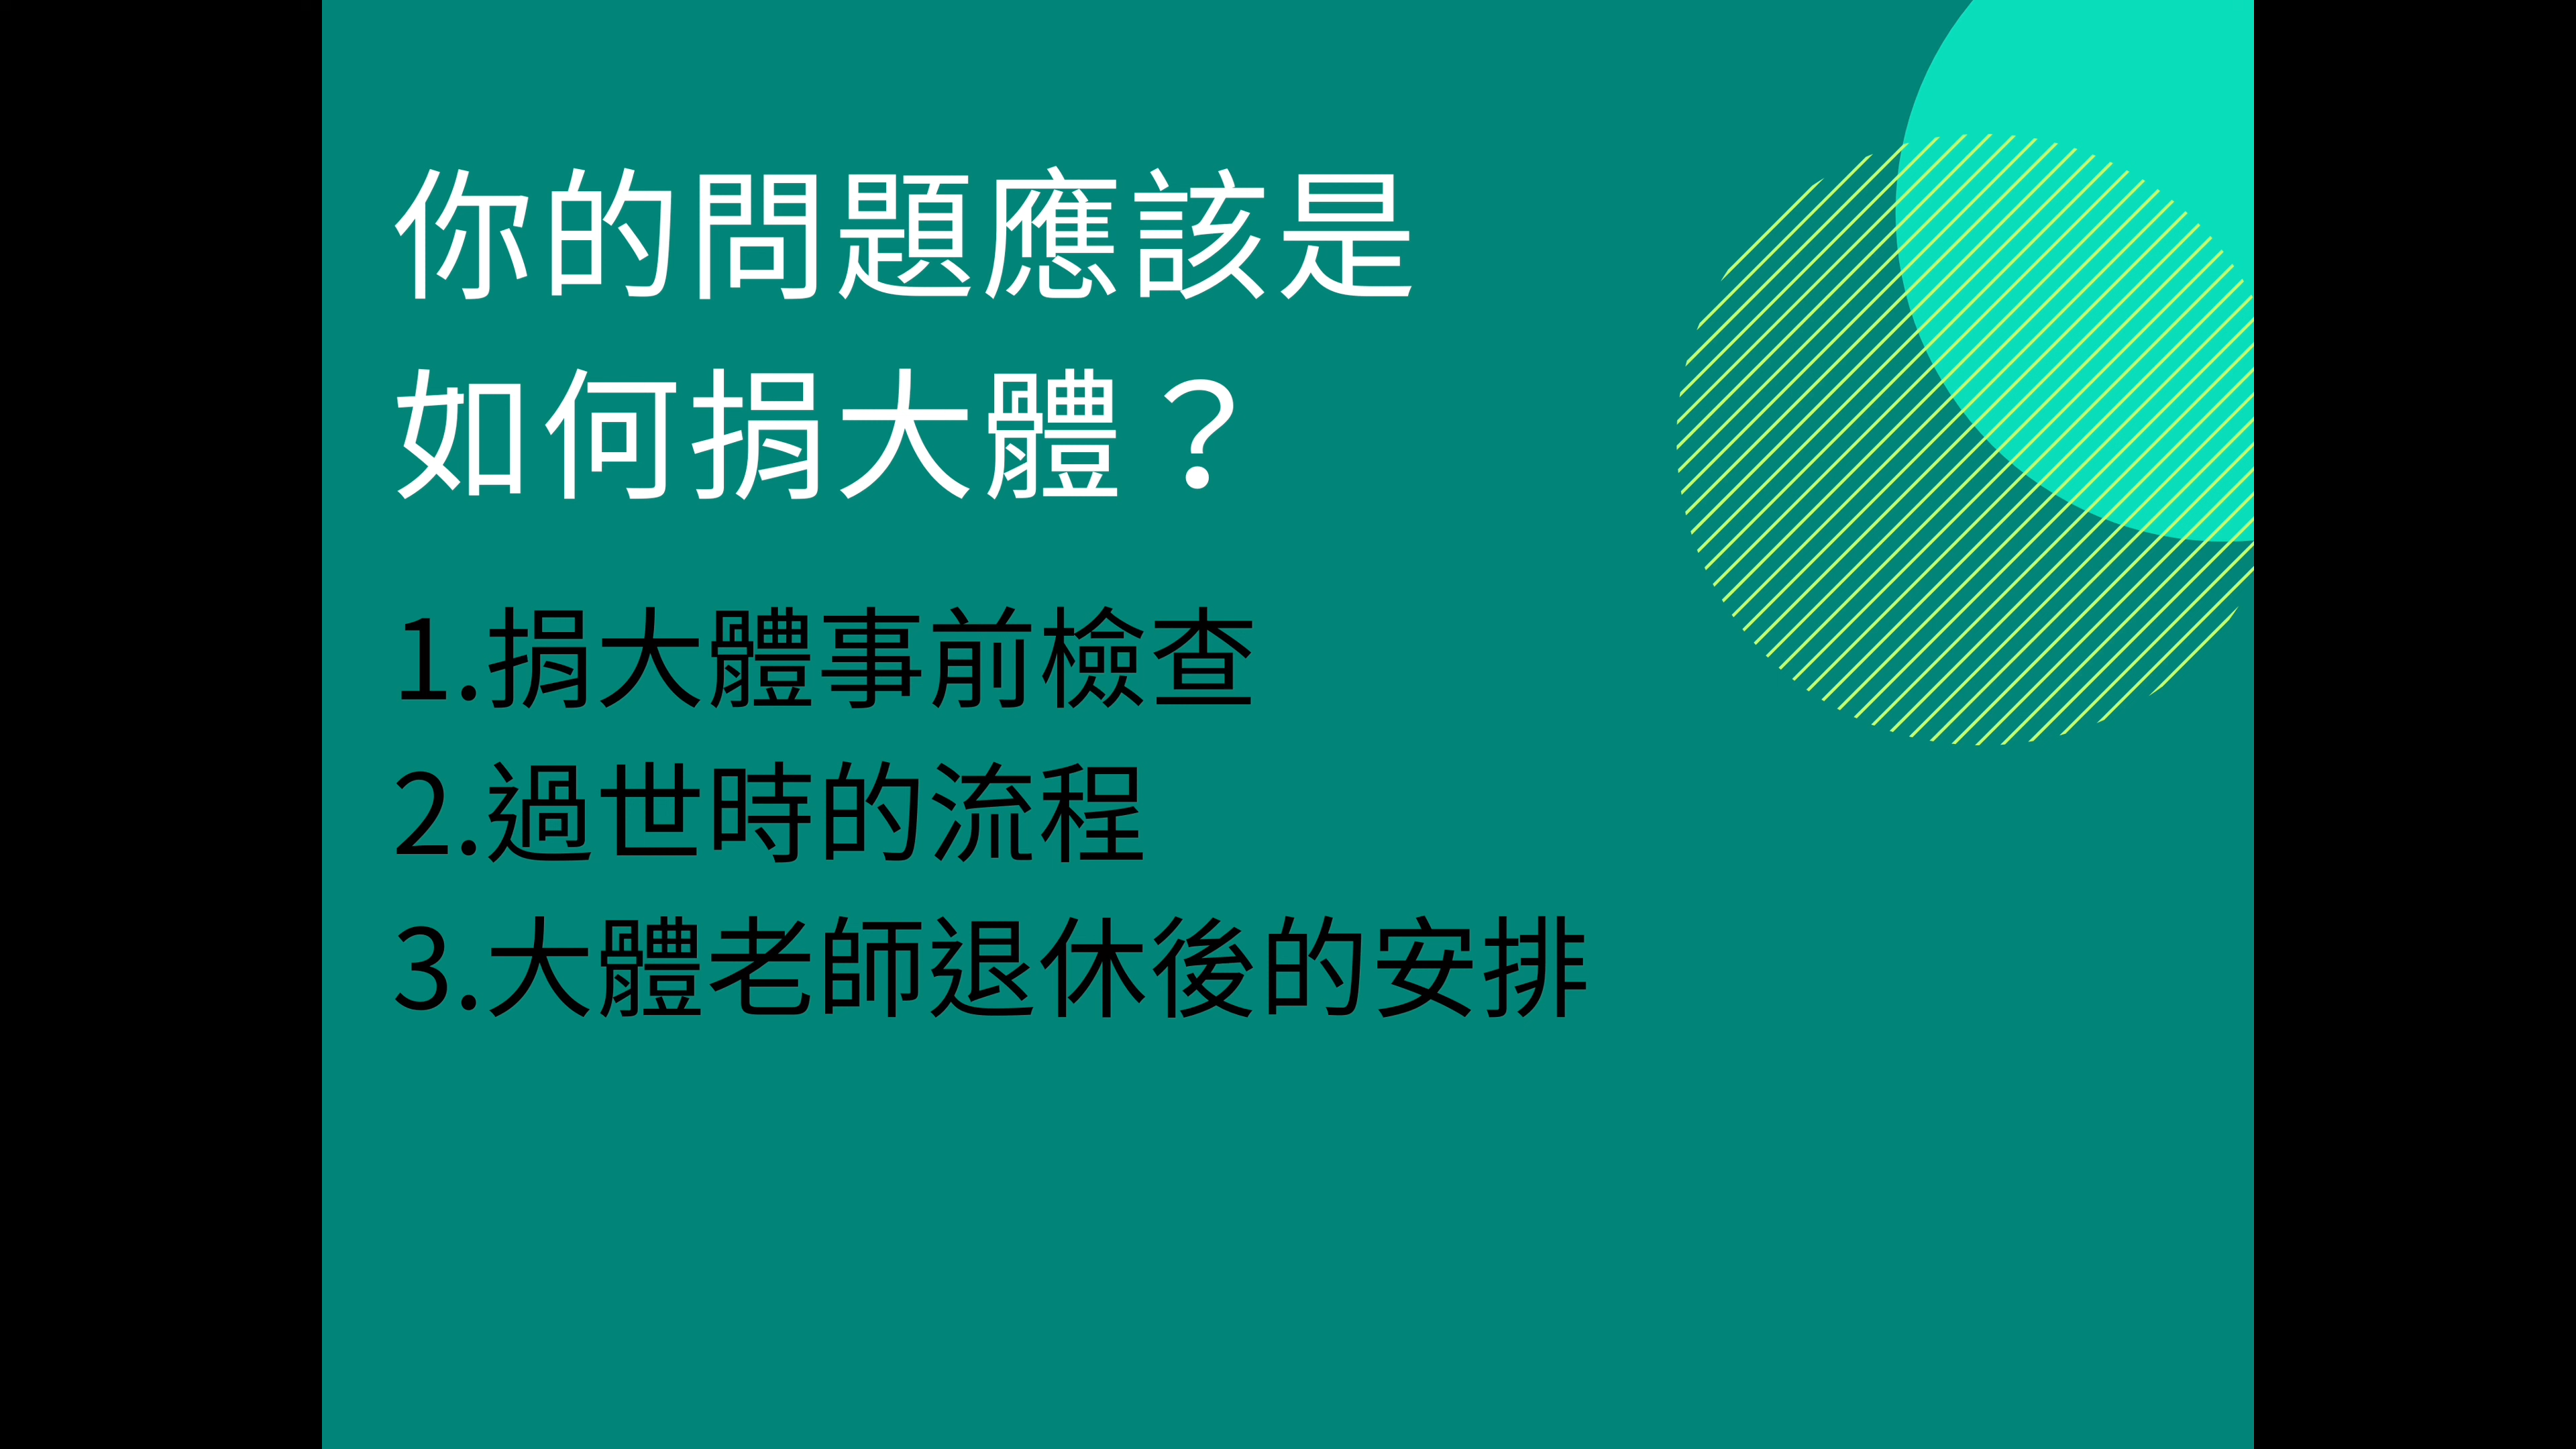 你的問題應該是
如何捐大體？
1.捐大體事前檢查
2.過世時的流程
3.大體老師退休後的安排